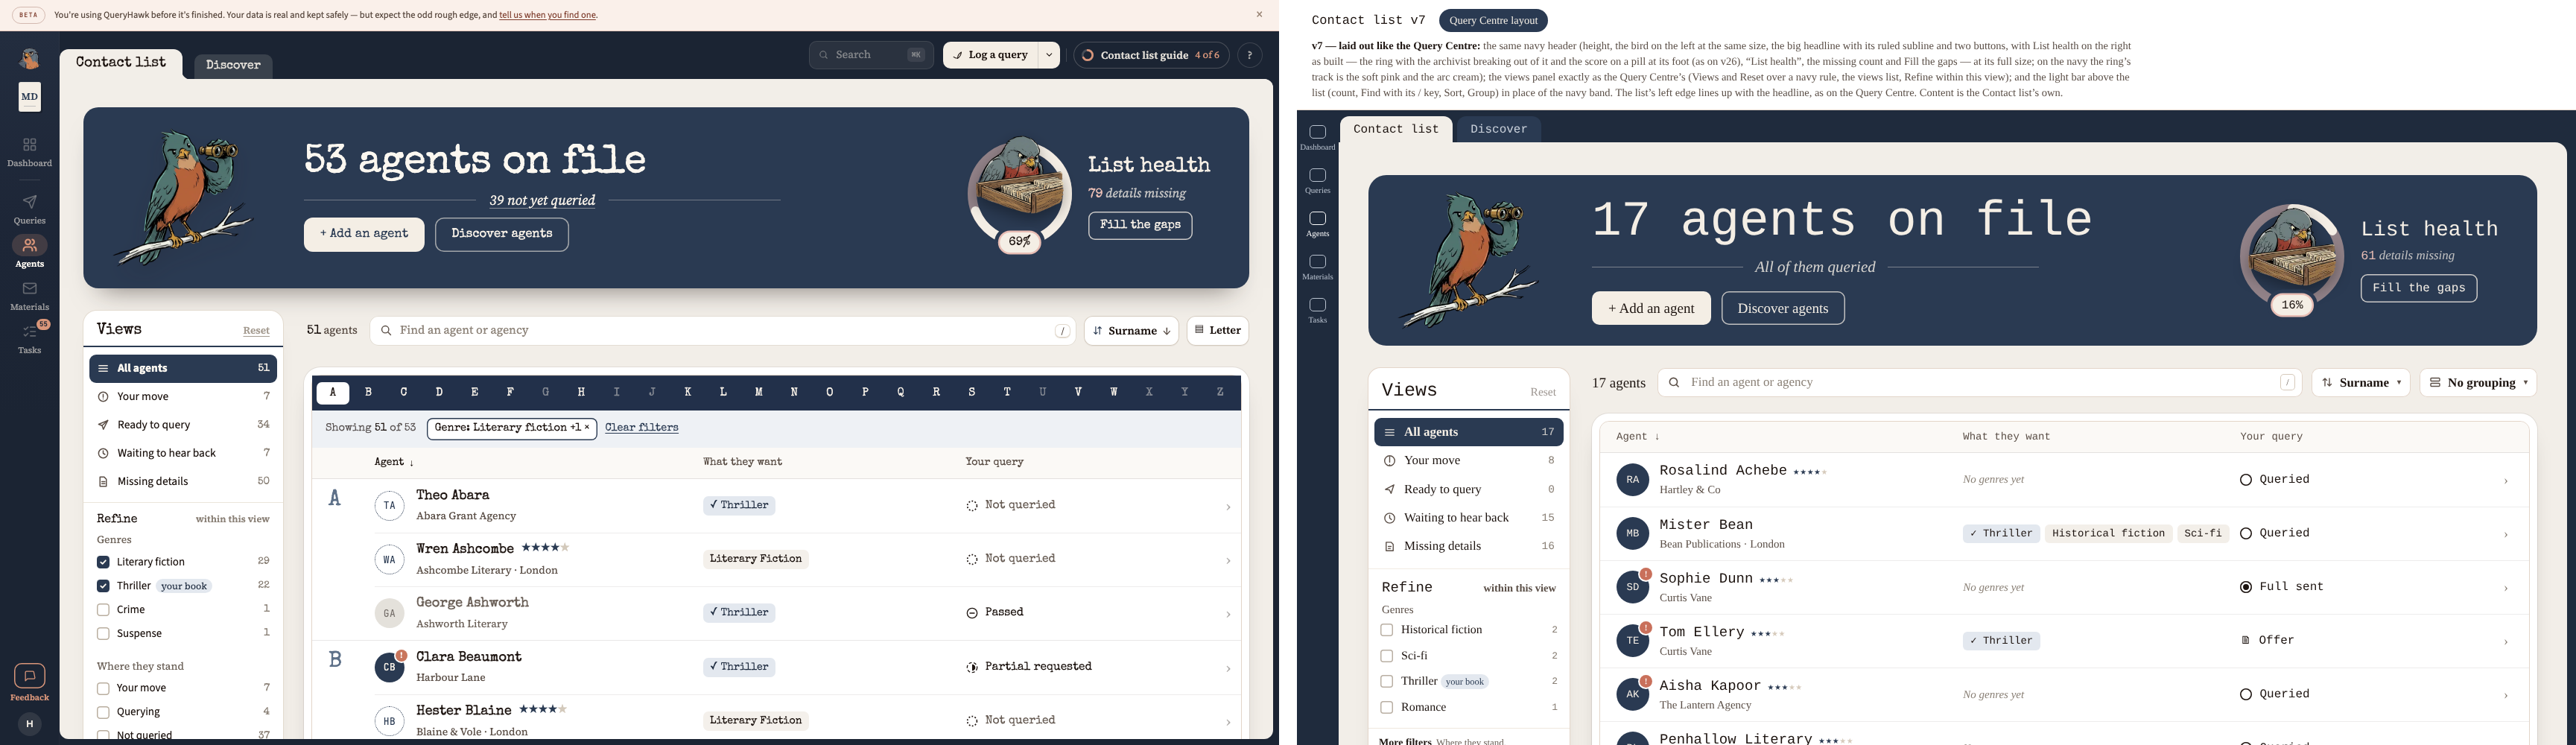 BETA You're using QueryHawk before it's finished. Your data is real and kept safely — but expect the odd rough edge, and tell us when you find one. ×
MD
Dashboard
Queries
Agents
Materials
55
Tasks
Feedback
H
Contact list
Discover
Search ⌘K
Log a query
Contact list guide 4 of 6
?
53 agents on file
39 not yet queried
+ Add an agent
Discover agents
69%
List health
79 details missing
Fill the gaps
Views Reset
All agents 51
Your move 7
Ready to query 34
Waiting to hear back 7
Missing details 50
Refine within this view
Genres
✓ Literary fiction 29
✓ Thriller your book 22
Crime 1
Suspense 1
Where they stand
Your move 7
Querying 4
Not queried 37
51 agents
Find an agent or agency /
Surname ↓
Letter
A B C D E F G H I J K L M N O P Q R S T U V W X Y Z
Showing 51 of 53 Genre: Literary fiction +1 × Clear filters
Agent ↓ What they want Your query
A
TA Theo Abara ✓ Thriller Not queried ›
Abara Grant Agency
WA Wren Ashcombe ★★★★★ Literary Fiction Not queried ›
Ashcombe Literary · London
GA George Ashworth ✓ Thriller Passed ›
Ashworth Literary
B
CB ! Clara Beaumont ✓ Thriller Partial requested ›
Harbour Lane
HB Hester Blaine ★★★★★ Literary Fiction Not queried ›
Blaine & Vole · London
Contact list v7 Query Centre layout
v7 — laid out like the Query Centre: the same navy header (height, the bird on the left at the same size, the big headline with its ruled subline and two buttons, with List health on the right
as built — the ring with the archivist breaking out of it and the score on a pill at its foot (as on v26), “List health”, the missing count and Fill the gaps — at its full size; on the navy the ring’s
track is the soft pink and the arc cream); the views panel exactly as the Query Centre’s (Views and Reset over a navy rule, the views list, Refine within this view); and the light bar above the
list (count, Find with its / key, Sort, Group) in place of the navy band. The list’s left edge lines up with the headline, as on the Query Centre. Content is the Contact list’s own.
Dashboard
Queries
Agents
Materials
Tasks
Contact list
Discover
17 agents on file
All of them queried
+ Add an agent
Discover agents
16%
List health
61 details missing
Fill the gaps
Views Reset
All agents 17
Your move 8
Ready to query 0
Waiting to hear back 15
Missing details 16
Refine within this view
Genres
Historical fiction 2
Sci-fi 2
Thriller your book 2
Romance 1
More filters Where they stand
17 agents
Find an agent or agency /
Surname ▾
No grouping ▾
Agent ↓ What they want Your query
RA Rosalind Achebe ★★★★★ No genres yet Queried ›
Hartley & Co
MB Mister Bean ✓ Thriller Historical fiction Sci-fi Queried ›
Bean Publications · London
SD ! Sophie Dunn ★★★★★ No genres yet Full sent ›
Curtis Vane
TE ! Tom Ellery ★★★★★ ✓ Thriller Offer ›
Curtis Vane
AK ! Aisha Kapoor ★★★★★ No genres yet Queried ›
The Lantern Agency
Penhallow Literary ★★★★★